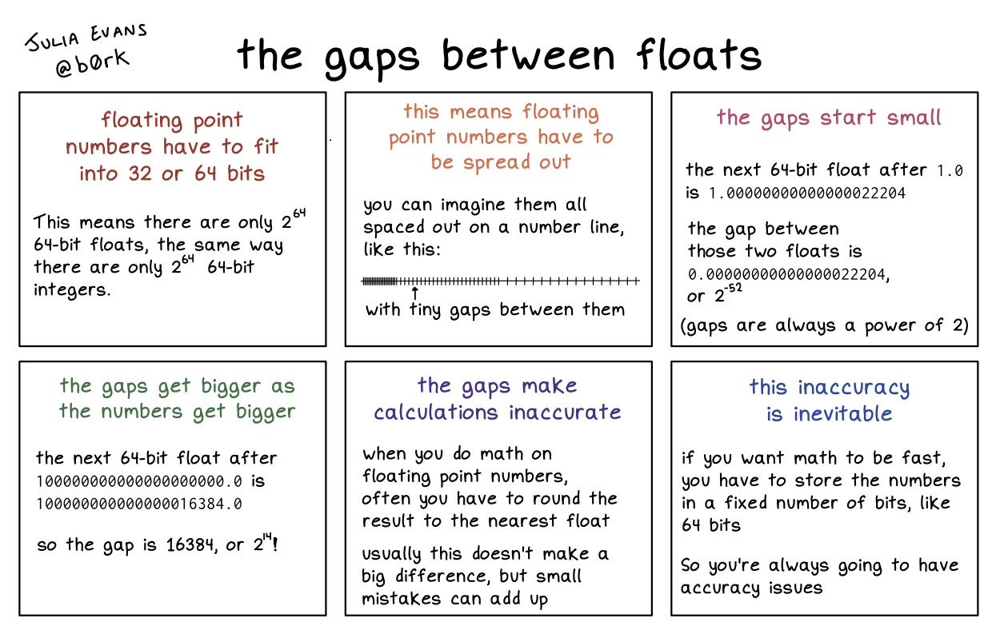 JULIA EVANS
@b0rk
the gaps between floats
floating point
numbers have to fit
into 32 or 64 bits
This means there are only 2^64
64-bit floats, the same way
there are only 2^64 64-bit
integers.
this means floating
point numbers have to
be spread out
you can imagine them all
spaced out on a number line,
like this:
with tiny gaps between them
the gaps start small
the next 64-bit float after 1.0
is 1.00000000000000022204
the gap between
those two floats is
0.00000000000000022204,
or 2^-52
(gaps are always a power of 2)
the gaps get bigger as
the numbers get bigger
the next 64-bit float after
100000000000000000000.0 is
100000000000000016384.0
so the gap is 16384, or 2^14!
the gaps make
calculations inaccurate
when you do math on
floating point numbers,
often you have to round the
result to the nearest float
usually this doesn't make a
big difference, but small
mistakes can add up
this inaccuracy
is inevitable
if you want math to be fast,
you have to store the numbers
in a fixed number of bits, like
64 bits
So you're always going to have
accuracy issues